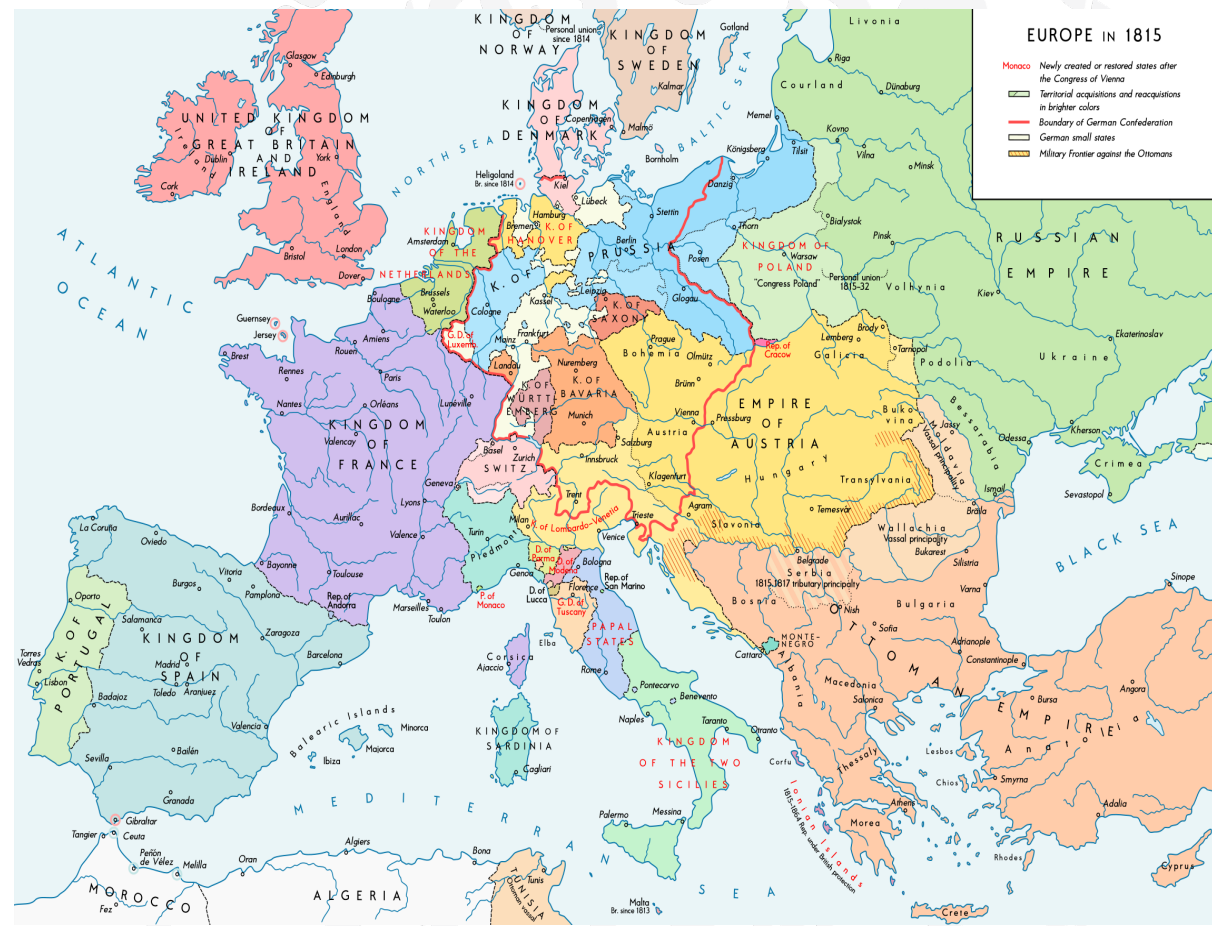 EUROPE IN 1815
Monaco
Newly created or restored states after
the Congress of Vienna
Territorial acquisitions and reacquistions
in brighter colors
Boundary of German Confederation
German small states
Military Frontier against the Ottomans
KINGDOM
OF
NORWAY
Personal union
since 1814
KINGDOM
OF
SWEDEN
Gotland
Kalmar
Malmö
Livonia
Riga
Courland
Dünaburg
Memel
Kovno
Vilna
Minsk
Tilsit
Königsberg
BALTIC SEA
Bornholm
KINGDOM
OF
DENMARK
Copenhagen
Glasgow
Edinburgh
UNITED KINGDOM
OF
GREAT BRITAIN
AND
IRELAND
Ireland
Dublin
York
England
Cork
Bristol
London
Dover
NORTH SEA
Heligoland
Br. since 1814
Kiel
Lübeck
Hamburg
Bremen
K. OF
HANOVER
Stettin
Danzig
Thorn
Bialystok
Pinsk
RUSSIAN
EMPIRE
KINGDOM OF
POLAND
Warsaw
"Congress Poland"
Personal union
1815-32
Volhynia
Kiev
Ekaterinoslav
Ukraine
Podolia
Berlin
Posen
K. OF PRUSSIA
Glogau
Amsterdam
KINGDOM
OF THE
NETHERLANDS
Brussels
Waterloo
Boulogne
Cologne
Kassel
Leipzig
K. OF
SAXONY
G.D. of
Luxemb.
Mainz
Frankfurt
Landau
Nuremberg
K. OF
BAVARIA
Munich
K. OF
WÜRTT-
EMBERG
Prague
Bohemia
Olmütz
Brünn
Rep. of
Cracow
Brody
Lemberg
Galicia
Tarnopol
Buko-
vina
Bessarabia
Moldavia
Vassal principality
Jassy
Odessa
Kherson
Crimea
Sevastopol
Ismail
Braila
ATLANTIC
OCEAN
Guernsey
Jersey
Brest
Amiens
Rouen
Paris
Rennes
Orléans
Lunéville
Nantes
KINGDOM
OF
FRANCE
Valencay
Lyons
Bordeaux
Aurillac
Valence
Bayonne
Toulouse
Marseilles
Toulon
Rep. of
Andorra
Basel
Zurich
SWITZ
Geneva
Vienna
Pressburg
Austria
Salzburg
Innsbruck
Klagenfurt
EMPIRE
OF
AUSTRIA
Hungary
Transylvania
Temesvár
Trent
Trieste
Agram
Slavonia
Milan
K. of Lombardo-Venetia
Venice
Turin
Piedmont
Genoa
D. of
Parma
D. of
Modena
Bologna
Rep. of
San Marino
D. of
Lucca
Florence
G.D. of
Tuscany
P. of
Monaco
PAPAL
STATES
Elba
Rome
Corsica
Ajaccio
KINGDOM OF
SARDINIA
Cagliari
Pontecorvo
Benevento
Naples
Taranto
Otranto
KINGDOM
OF THE TWO
SICILIES
Palermo
Messina
Malta
Br. since 1813
La Coruña
Oviedo
Vitoria
Burgos
Pamplona
Oporto
Salamanca
KINGDOM
OF
SPAIN
Zaragoza
Barcelona
Madrid
Toledo
Aranjuez
Torres
Vedras
Lisbon
K. OF
PORTUGAL
Badajoz
Valencia
Balearic Islands
Minorca
Majorca
Ibiza
Bailén
Sevilla
Granada
Gibraltar
Tangier
Ceuta
Peñón
de Vélez
Melilla
Oran
Algiers
Bona
Tunis
TUNISIA
Ottoman vassal
MOROCCO
Fez
ALGERIA
MEDITERRANEAN SEA
Wallachia
Vassal principality
Bukarest
Silistria
Varna
Belgrade
Serbia
1815,1817 tributary principalty
Bosnia
Nish
Bulgaria
Sofia
MONTE-
NEGRO
Cattaro
Albania
Macedonia
Salonica
Adrianople
Constantinople
OTTOMAN
EMPIRE
BLACK SEA
Sinope
Angora
Bursa
Anatolia
Smyrna
Adalia
Lesbos
Chios
Thessaly
Athens
Morea
Corfu
Ionian Islands
1815-1864 Rep. under British protection
Rhodes
Cyprus
Crete